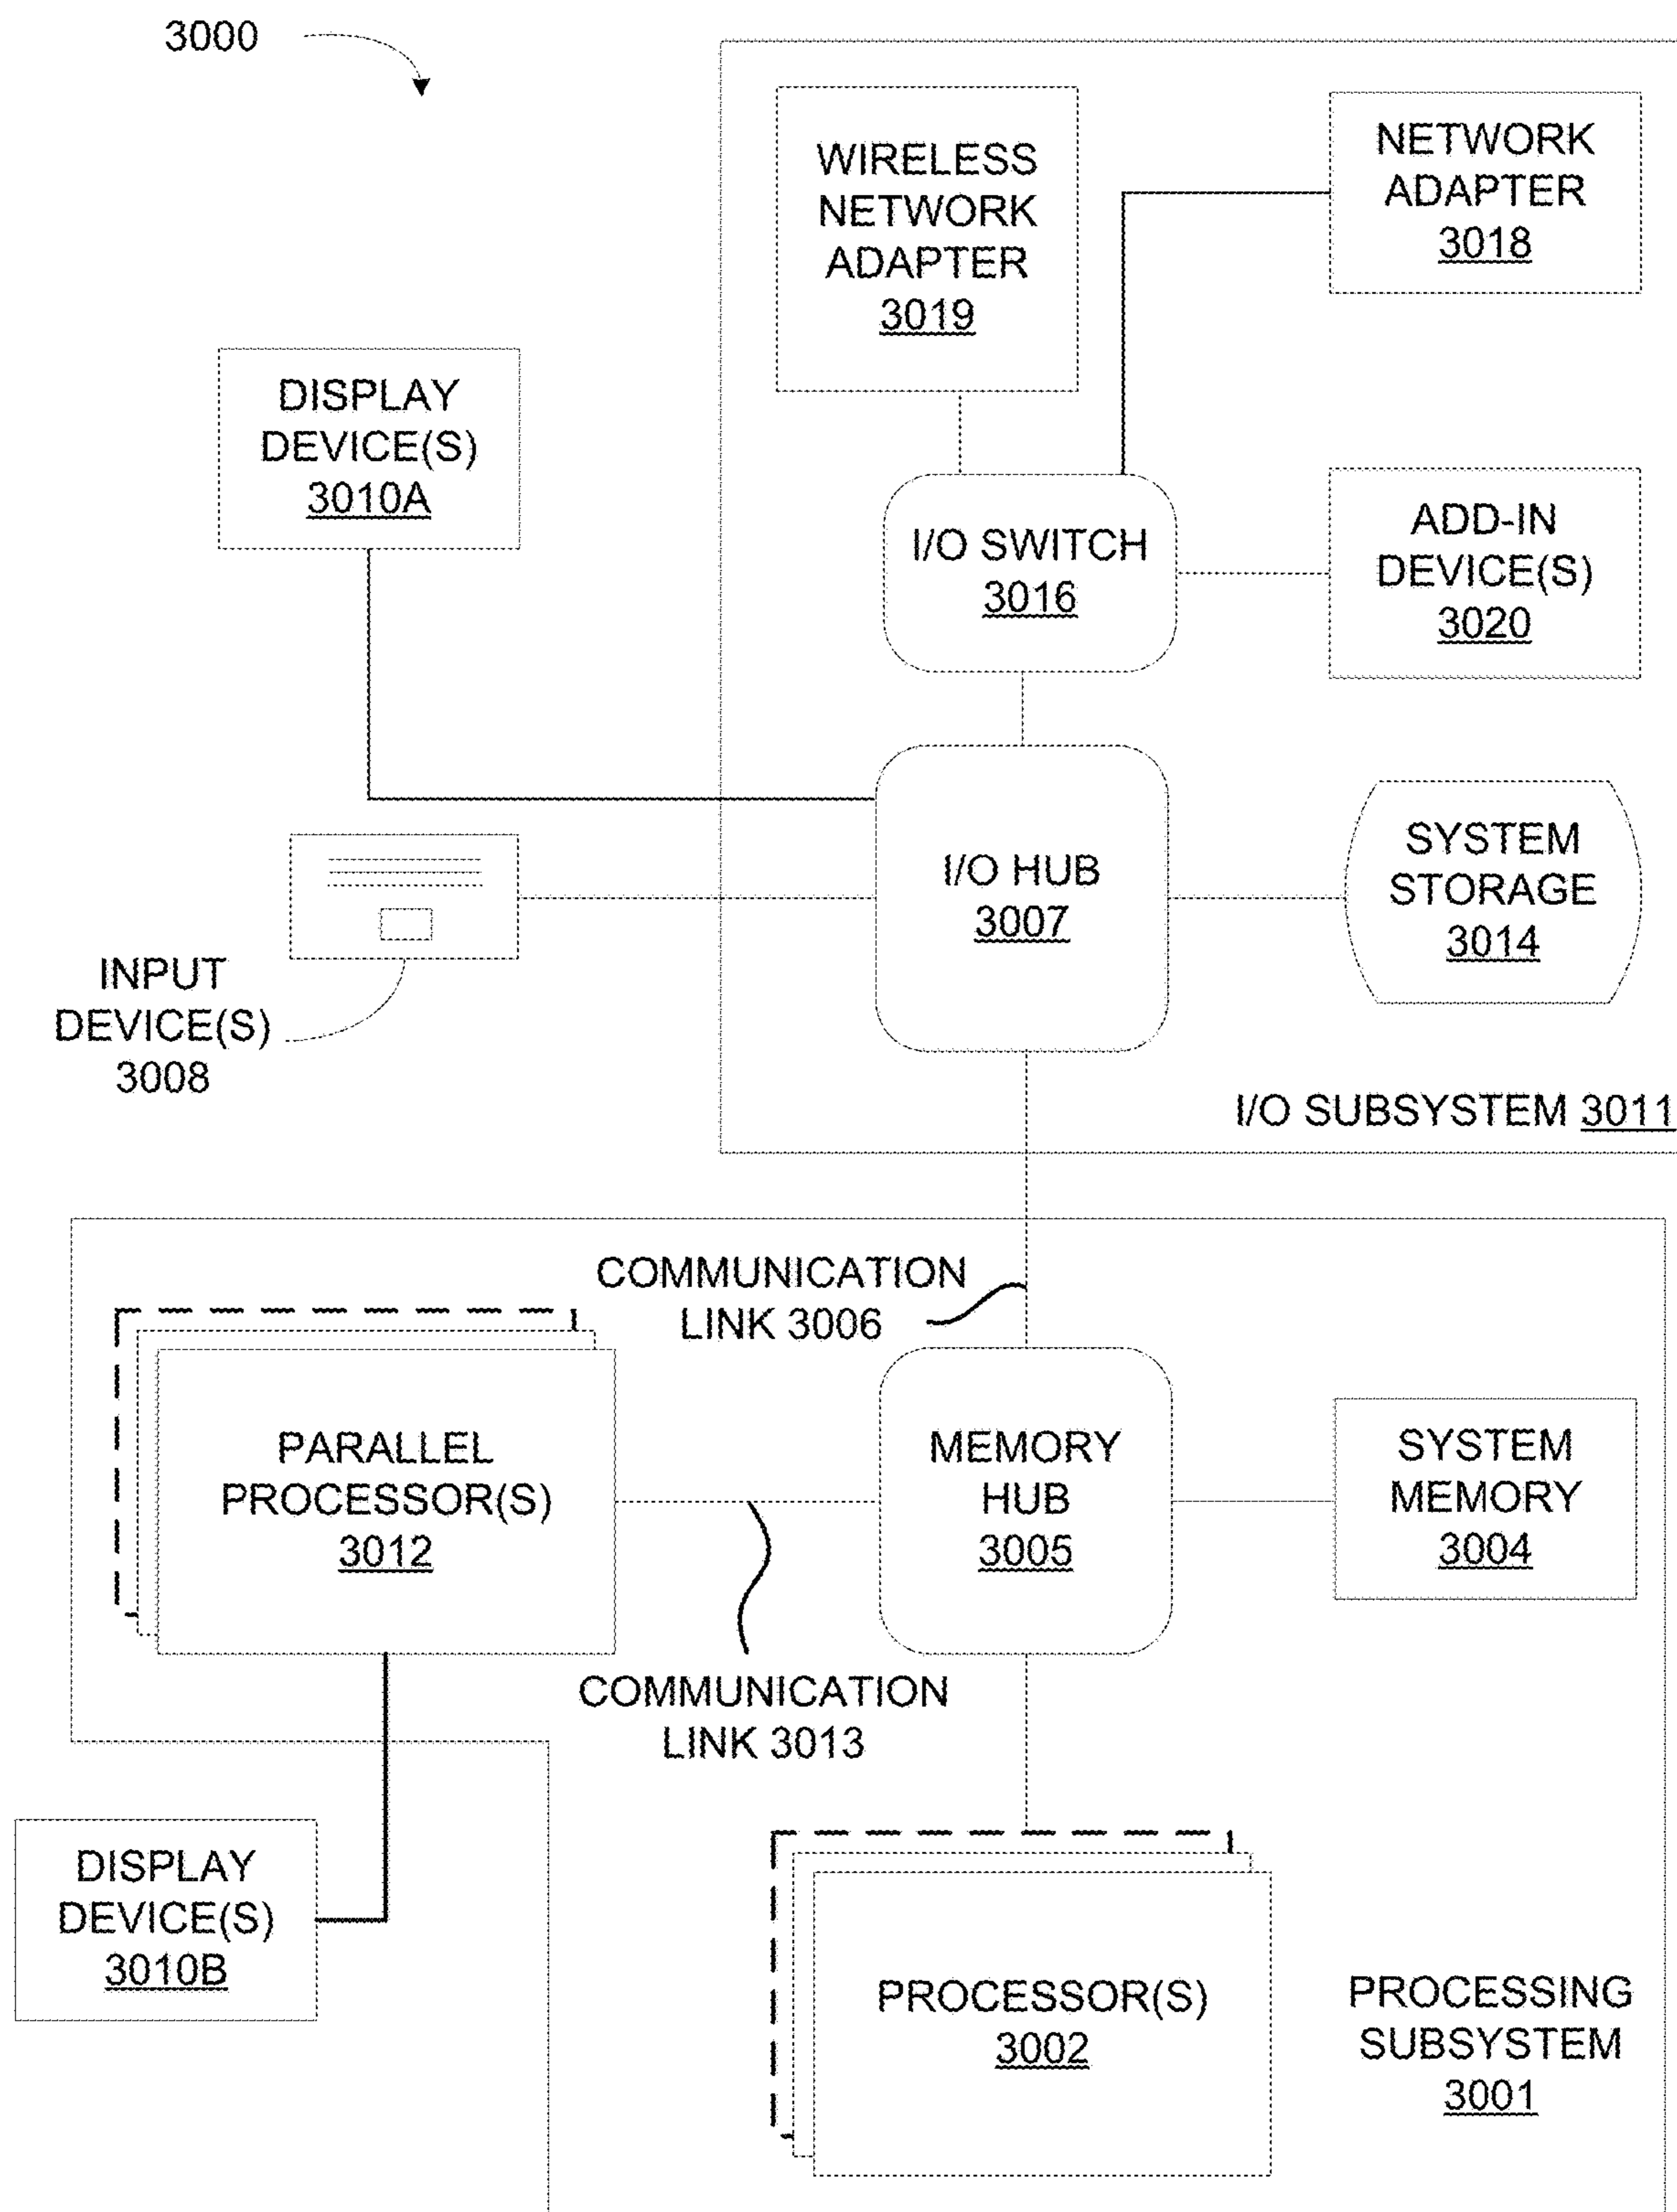 3000
WIRELESS
NETWORK
ADAPTER
3019
NETWORK
ADAPTER
3018
DISPLAY
DEVICE(S)
3010A
I/O SWITCH
3016
ADD-IN
DEVICE(S)
3020
I/O HUB
3007
SYSTEM
STORAGE
3014
INPUT
DEVICE(S)
3008
I/O SUBSYSTEM 3011
COMMUNICATION
LINK 3006
PARALLEL
PROCESSOR(S)
3012
MEMORY
HUB
3005
SYSTEM
MEMORY
3004
COMMUNICATION
LINK 3013
DISPLAY
DEVICE(S)
3010B
PROCESSOR(S)
3002
PROCESSING
SUBSYSTEM
3001